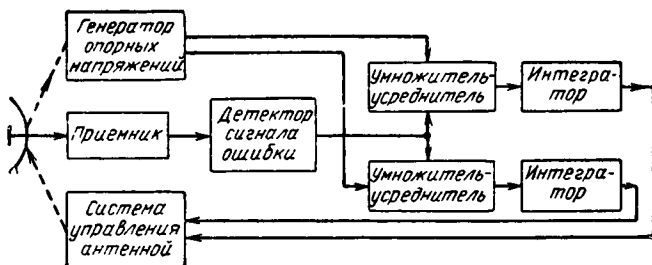 Генератор
опорных
напряжений
Умножитель-
усреднитель
Интегра-
тор
Приемник
Детектор
сигнала
ошибки
Умножитель-
усреднитель
Интегра-
тор
Система
управления
антенной